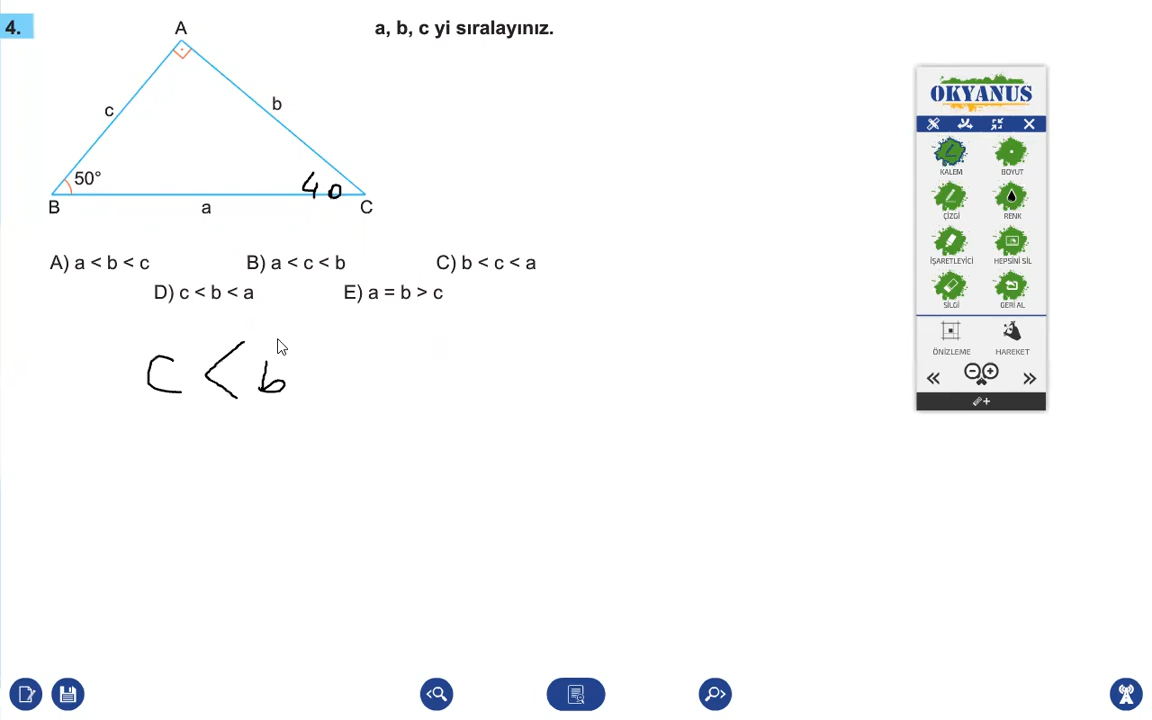 4.
a, b, c yi sıralayınız.
A
c
b
50°
40
B
a
C
A) a < b < c
B) a < c < b
C) b < c < a
D) c < b < a
E) a = b > c
c < b
OKYANUS
KALEM
BOYUT
ÇİZGİ
RENK
İŞARETLEYİCİ
HEPSİNİ SİL
SİLGİ
GERİ AL
ÖNİZLEME
HAREKET